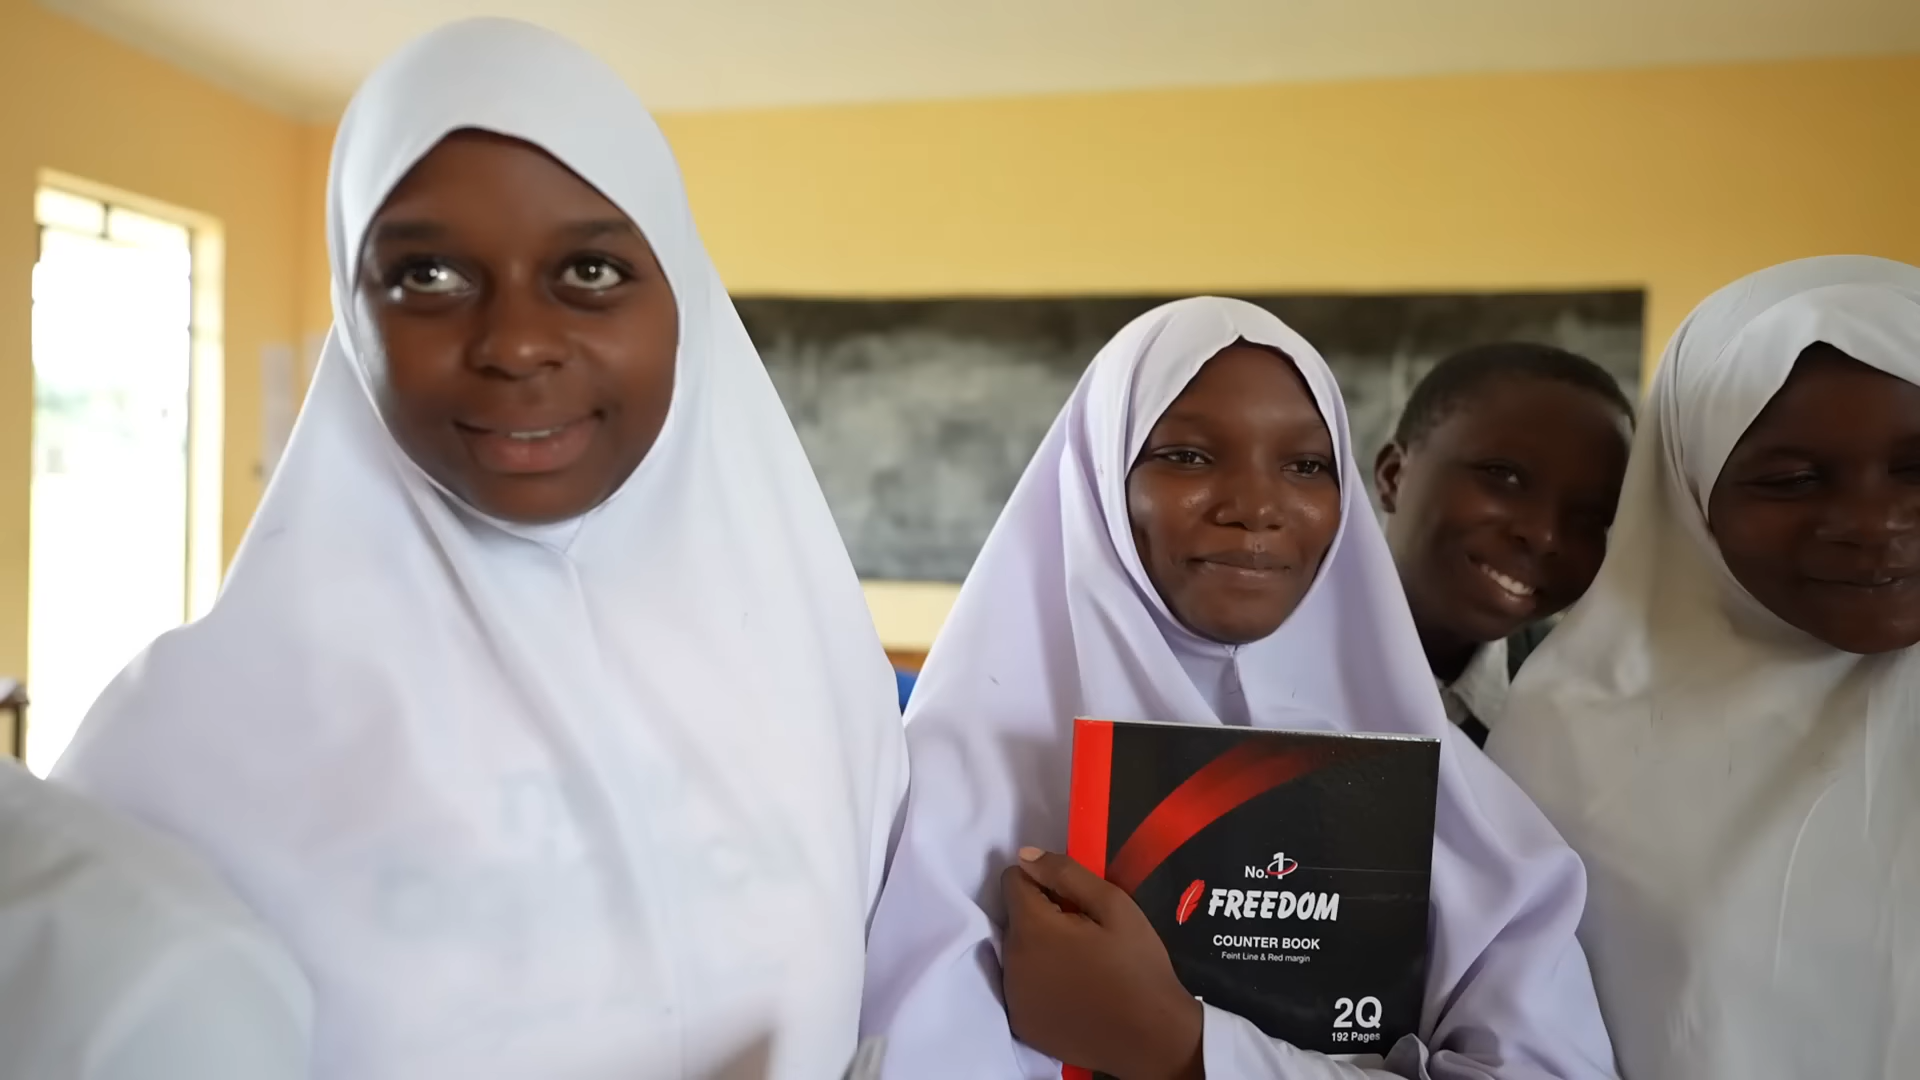 No.1
FREEDOM
COUNTER BOOK
Feint Line & Red margin
2Q
192 Pages